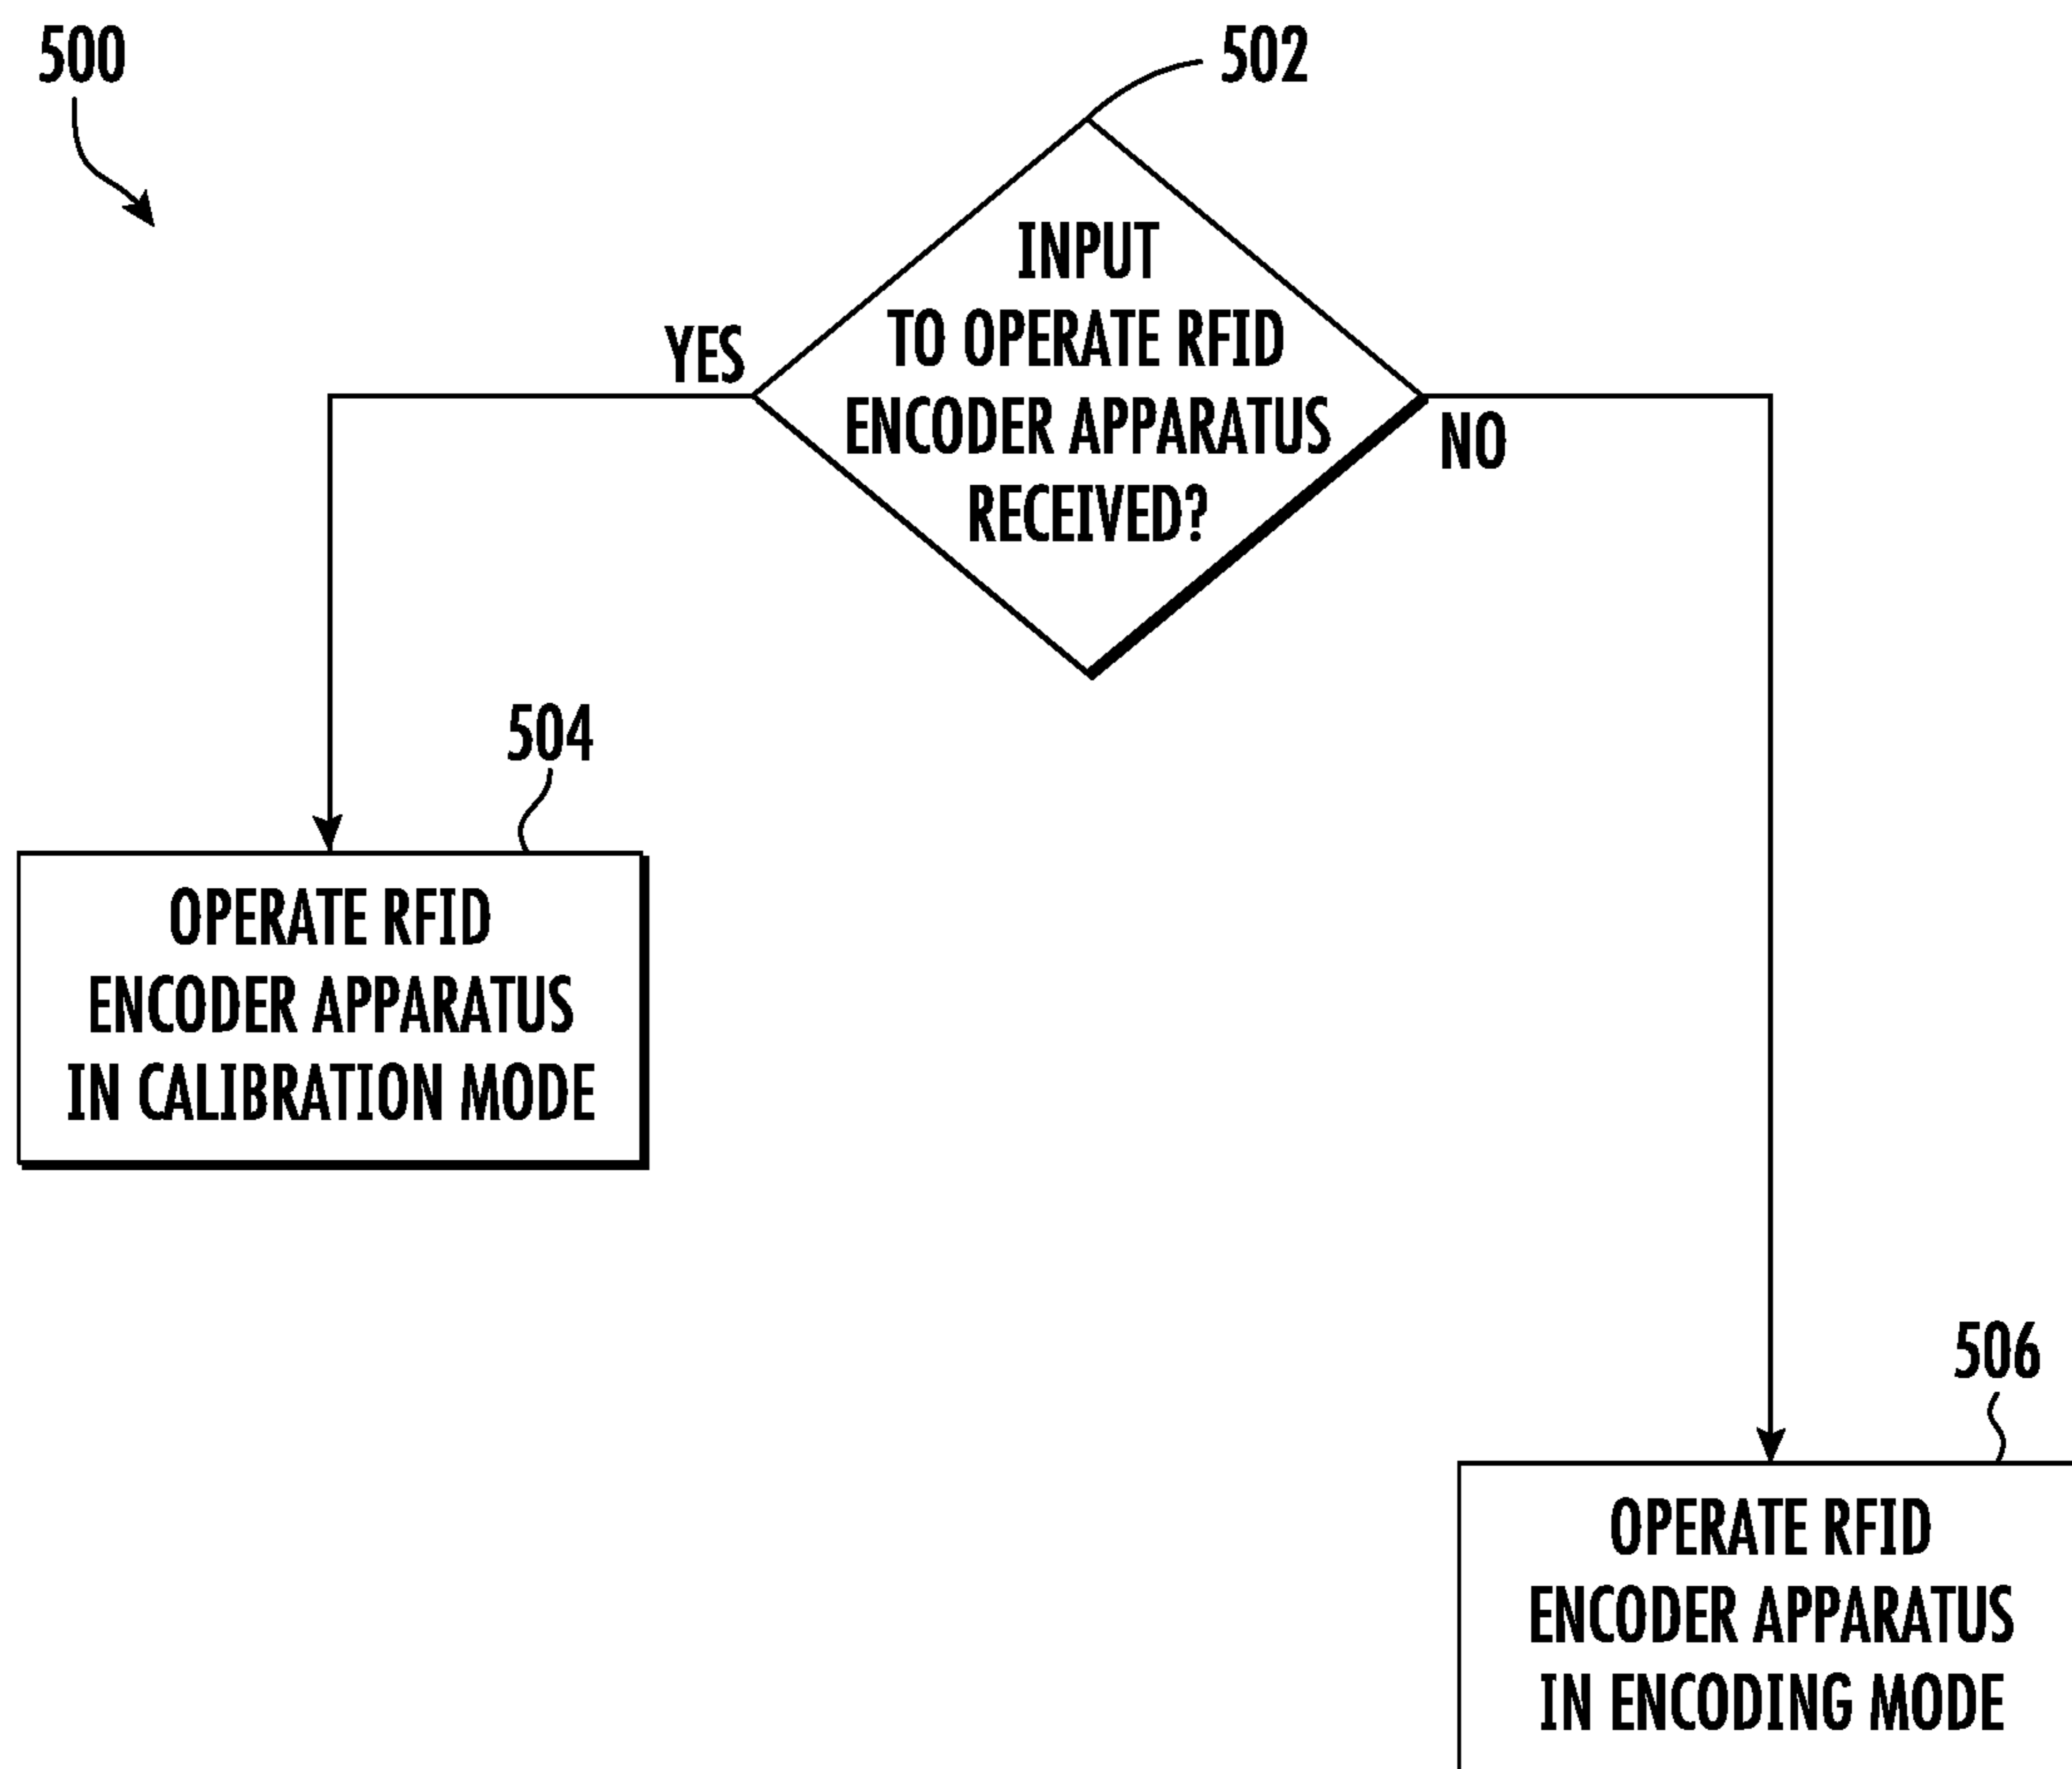 500
502
INPUT
TO OPERATE RFID
ENCODER APPARATUS
RECEIVED?
YES
NO
504
OPERATE RFID
ENCODER APPARATUS
IN CALIBRATION MODE
506
OPERATE RFID
ENCODER APPARATUS
IN ENCODING MODE